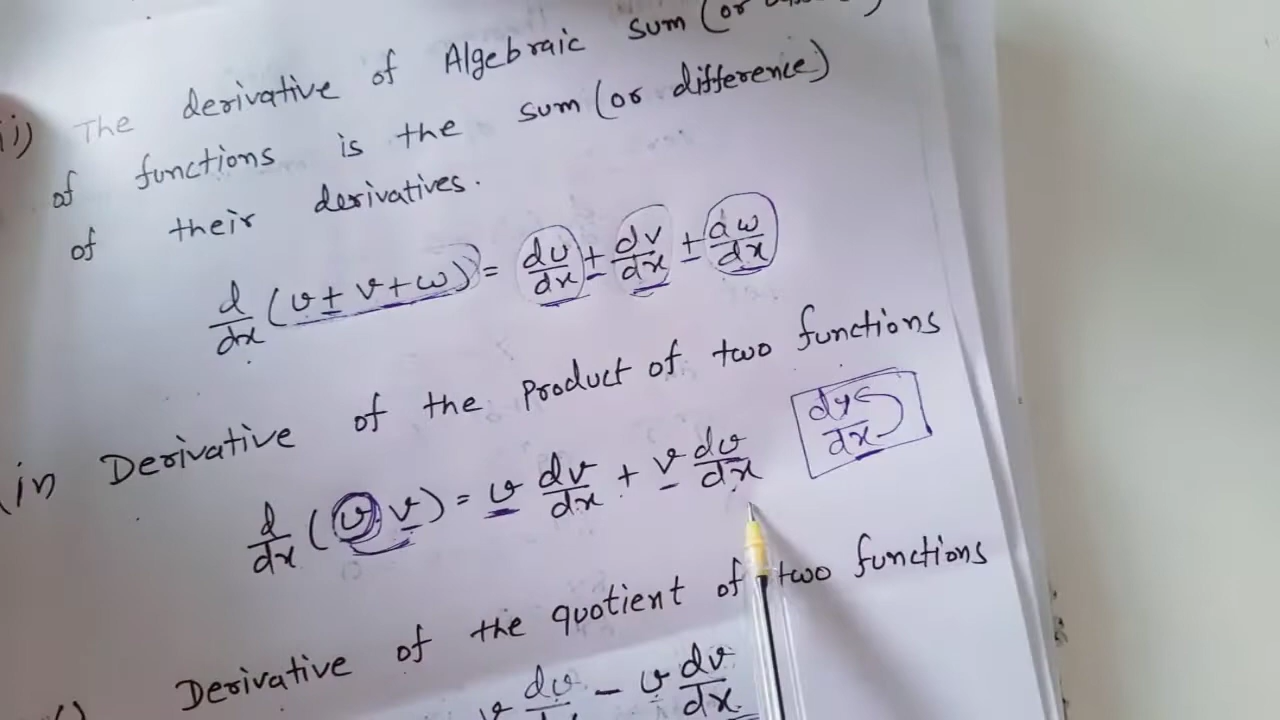 ii) The derivative of Algebraic sum (or
of functions is the sum (or difference)
of their derivatives.
d/dx (u ± v + w) = du/dx ± dv/dx ± dw/dx
Derivative of the product of two functions
d/dx (u.v) = u dv/dx + v du/dx
dy/dx
Derivative of the quotient of two functions
v du/dx - u dv/dx